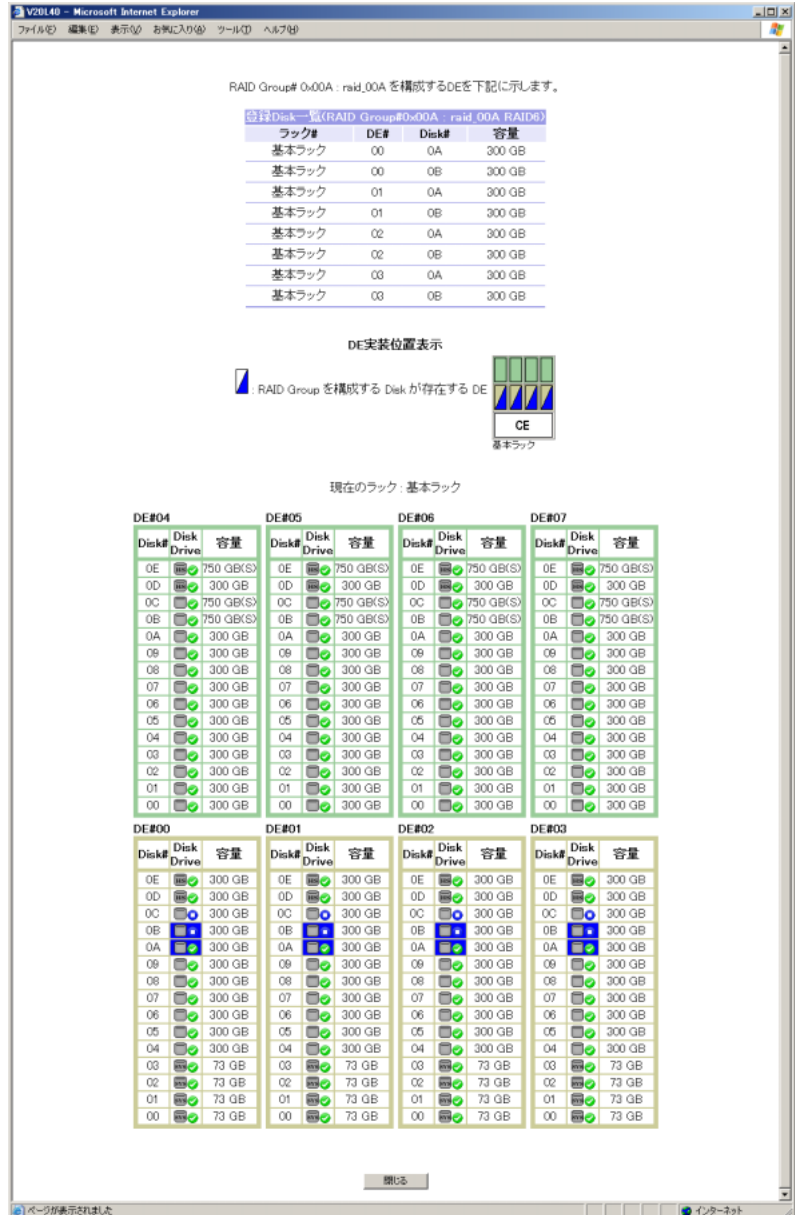 V20L40 - Microsoft Internet Explorer
ファイル(F) 編集(E) 表示(V) お気に入り(A) ツール(T) ヘルプ(H)
RAID Group# 0x00A : raid_00A を構成するDEを下記に示します。
登録Disk一覧(RAID Group#0x00A : raid_00A RAID6)
ラック# DE# Disk# 容量
基本ラック 00 0A 300 GB
基本ラック 00 0B 300 GB
基本ラック 01 0A 300 GB
基本ラック 01 0B 300 GB
基本ラック 02 0A 300 GB
基本ラック 02 0B 300 GB
基本ラック 03 0A 300 GB
基本ラック 03 0B 300 GB
DE実装位置表示
: RAID Group を構成する Disk が存在する DE
CE
基本ラック
現在のラック : 基本ラック
DE#04 DE#05 DE#06 DE#07
Disk# Disk Drive 容量 Disk# Disk Drive 容量 Disk# Disk Drive 容量 Disk# Disk Drive 容量
0E HS 750 GB(S) 0E HS 750 GB(S) 0E HS 750 GB(S) 0E HS 750 GB(S)
0D HS 300 GB 0D HS 300 GB 0D HS 300 GB 0D HS 300 GB
0C 750 GB(S) 0C 750 GB(S) 0C 750 GB(S) 0C 750 GB(S)
0B 750 GB(S) 0B 750 GB(S) 0B 750 GB(S) 0B 750 GB(S)
0A 300 GB 0A 300 GB 0A 300 GB 0A 300 GB
09 300 GB 09 300 GB 09 300 GB 09 300 GB
08 300 GB 08 300 GB 08 300 GB 08 300 GB
07 300 GB 07 300 GB 07 300 GB 07 300 GB
06 300 GB 06 300 GB 06 300 GB 06 300 GB
05 300 GB 05 300 GB 05 300 GB 05 300 GB
04 300 GB 04 300 GB 04 300 GB 04 300 GB
03 300 GB 03 300 GB 03 300 GB 03 300 GB
02 300 GB 02 300 GB 02 300 GB 02 300 GB
01 300 GB 01 300 GB 01 300 GB 01 300 GB
00 300 GB 00 300 GB 00 300 GB 00 300 GB
DE#00 DE#01 DE#02 DE#03
Disk# Disk Drive 容量 Disk# Disk Drive 容量 Disk# Disk Drive 容量 Disk# Disk Drive 容量
0E HS 300 GB 0E HS 300 GB 0E HS 300 GB 0E HS 300 GB
0D HS 300 GB 0D HS 300 GB 0D HS 300 GB 0D HS 300 GB
0C 300 GB 0C 300 GB 0C 300 GB 0C 300 GB
0B 300 GB 0B 300 GB 0B 300 GB 0B 300 GB
0A 300 GB 0A 300 GB 0A 300 GB 0A 300 GB
09 300 GB 09 300 GB 09 300 GB 09 300 GB
08 300 GB 08 300 GB 08 300 GB 08 300 GB
07 300 GB 07 300 GB 07 300 GB 07 300 GB
06 300 GB 06 300 GB 06 300 GB 06 300 GB
05 300 GB 05 300 GB 05 300 GB 05 300 GB
04 300 GB 04 300 GB 04 300 GB 04 300 GB
03 SYS 73 GB 03 SYS 73 GB 03 SYS 73 GB 03 SYS 73 GB
02 SYS 73 GB 02 SYS 73 GB 02 SYS 73 GB 02 SYS 73 GB
01 SYS 73 GB 01 SYS 73 GB 01 SYS 73 GB 01 SYS 73 GB
00 SYS 73 GB 00 SYS 73 GB 00 SYS 73 GB 00 SYS 73 GB
閉じる
ページが表示されました インターネット